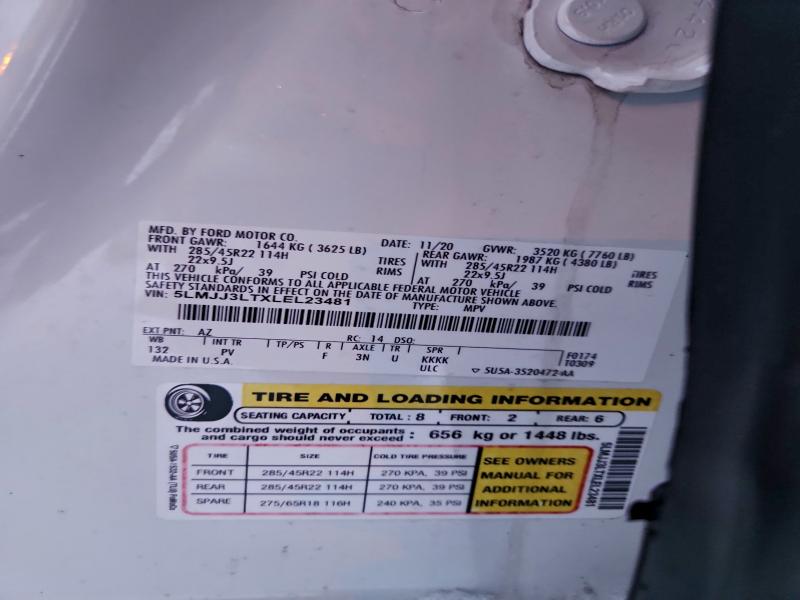 MFD. BY FORD MOTOR CO.
DATE: 11/20 GVWR: 3520 KG (7760 LB)
FRONT GAWR: 1644 KG (3625 LB) REAR GAWR: 1987 KG (4380 LB)
WITH 285/45R22 114H TIRES WITH 285/45R22 114H TIRES
22x9.5J RIMS 22x9.5J RIMS
AT 270 kPa/ 39 PSI COLD AT 270 kPa/ 39 PSI COLD
THIS VEHICLE CONFORMS TO ALL APPLICABLE FEDERAL MOTOR VEHICLE
SAFETY STANDARDS IN EFFECT ON THE DATE OF MANUFACTURE SHOWN ABOVE.
VIN: 5LMJJ3LTXLEL23481 TYPE: MPV
EXT PNT: AZ RC: 14 DSO:
WB INT TR TP/PS R AXLE TR SPR
132 PV F 3N U KKKK F0174
MADE IN U.S.A. ULC T0309
5U5A-3520472-AA
TIRE AND LOADING INFORMATION
SEATING CAPACITY TOTAL : 8 FRONT: 2 REAR: 6
The combined weight of occupants
and cargo should never exceed : 656 kg or 1448 lbs.
TIRE SIZE COLD TIRE PRESSURE
FRONT 285/45R22 114H 270 KPA, 39 PSI
REAR 285/45R22 114H 270 KPA, 39 PSI
SPARE 275/65R18 116H 240 KPA, 35 PSI
SEE OWNERS
MANUAL FOR
ADDITIONAL
INFORMATION
5LMJJ3LTXLEL23481